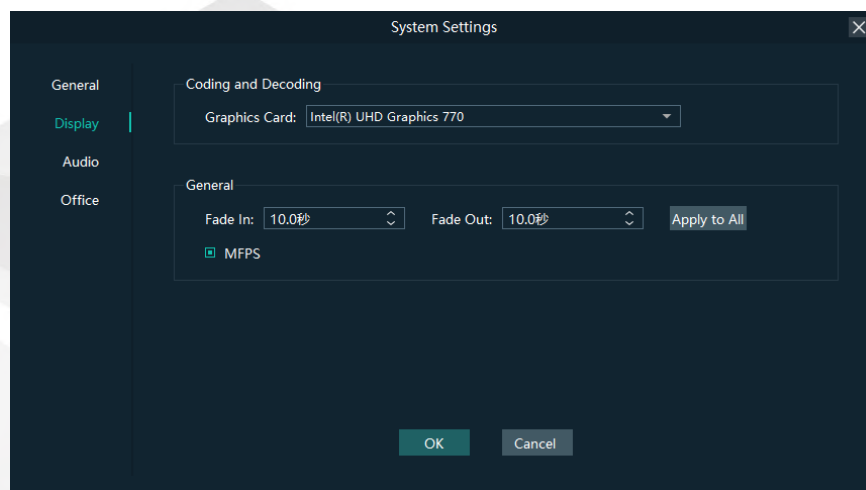 System Settings
General
Display
Audio
Office
Coding and Decoding
Graphics Card: Intel(R) UHD Graphics 770
General
Fade In: 10.0秒 Fade Out: 10.0秒 Apply to All
MFPS
OK Cancel